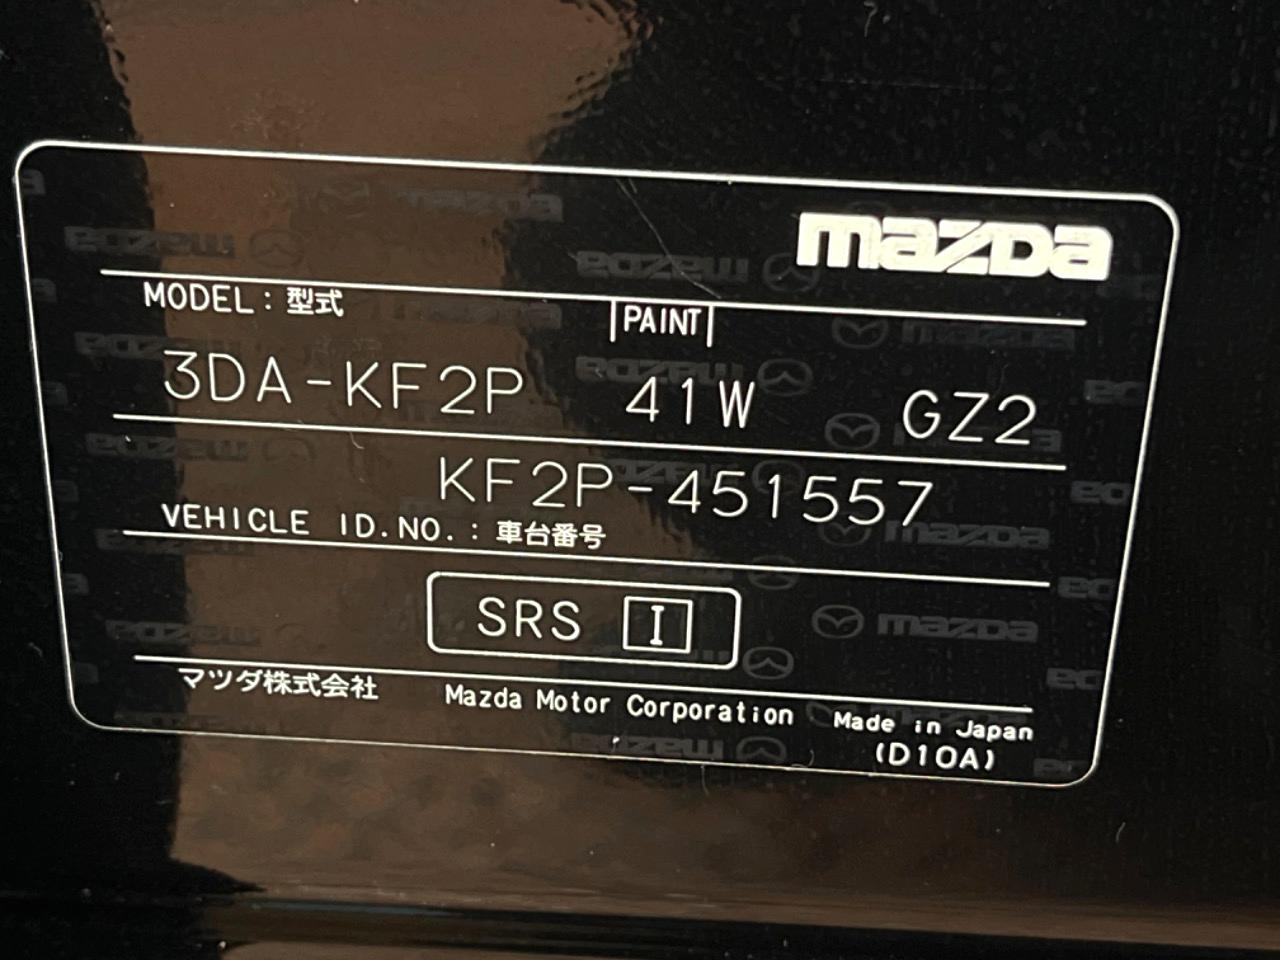 mazda
MODEL : 型式 PAINT
3DA-KF2P 41W GZ2
KF2P-451557
VEHICLE ID.NO. : 車台番号
SRS I
マツダ株式会社 Mazda Motor Corporation Made in Japan
(D10A)